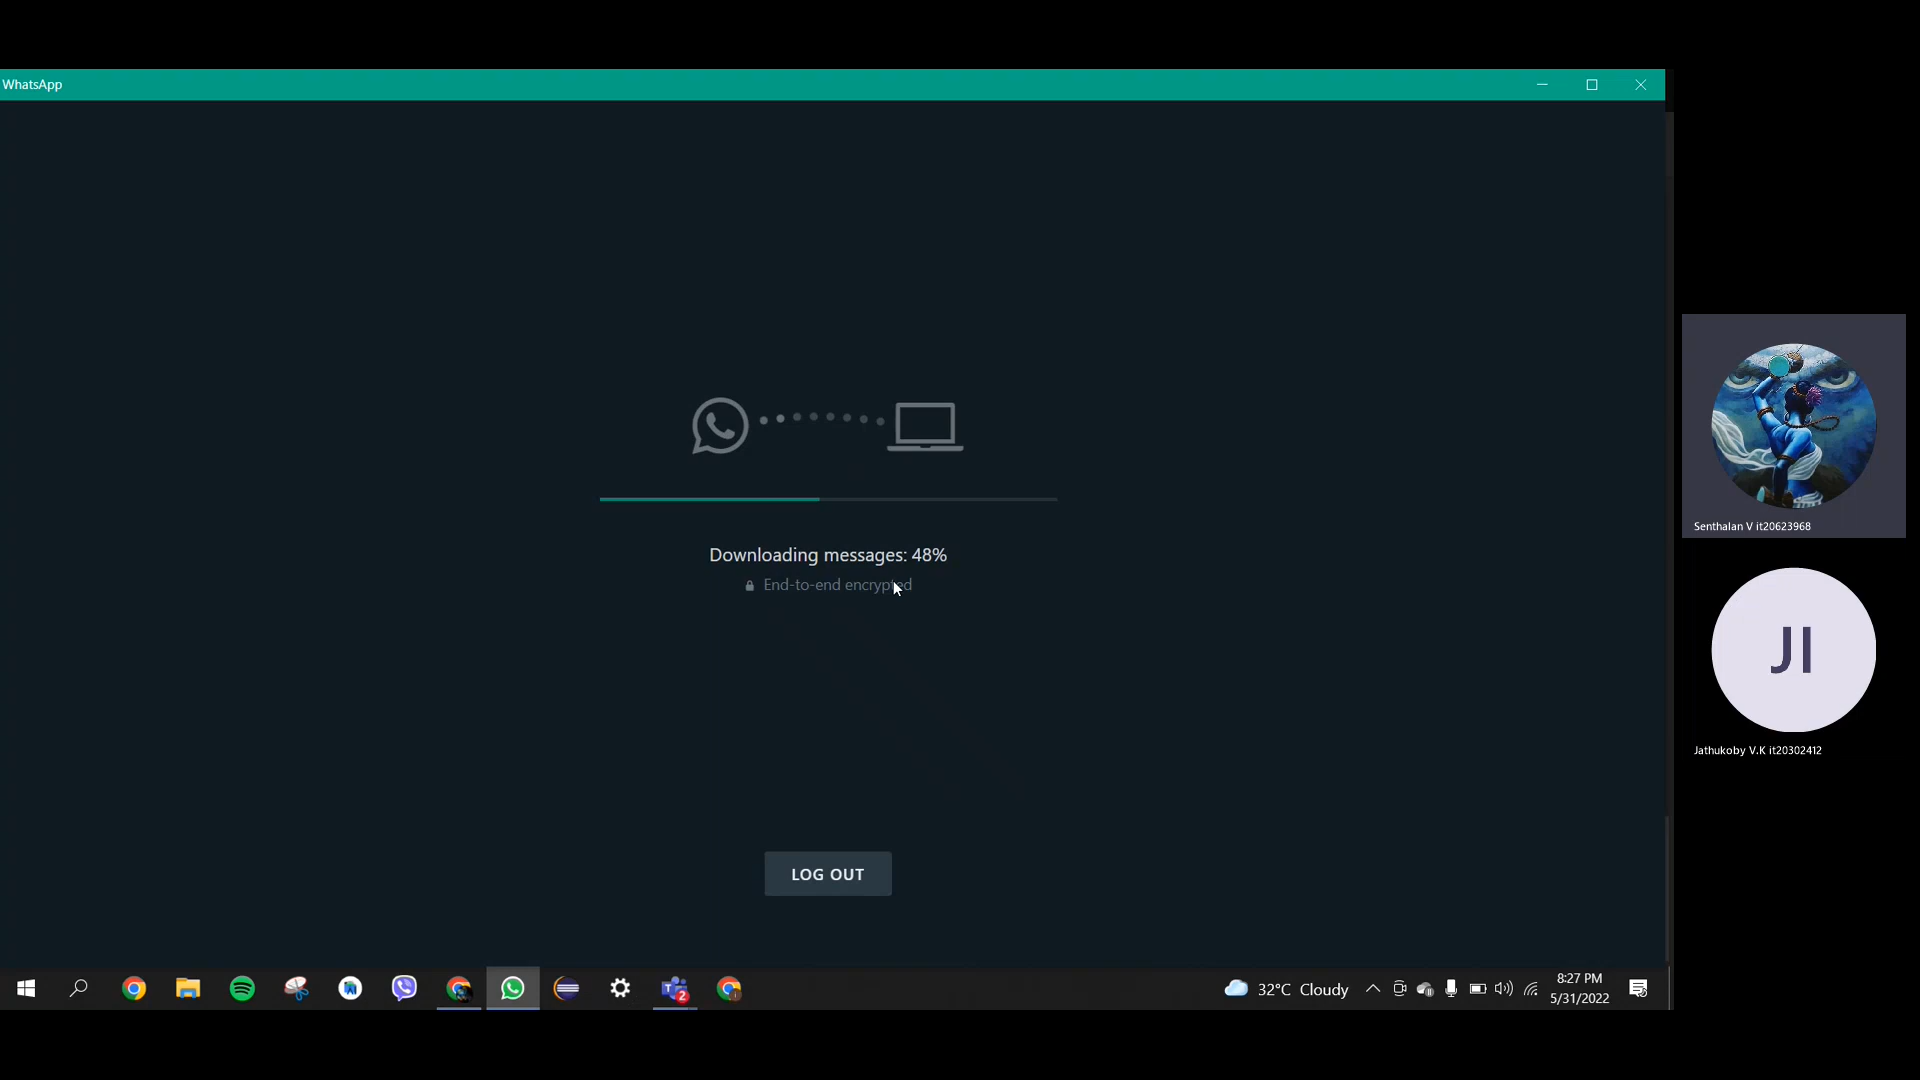 WhatsApp
Downloading messages: 48%
End-to-end encrypted
LOG OUT
Senthalan V it20623968
JI
Jathukoby V.K it20302412
2
32°C Cloudy
8:27 PM
5/31/2022